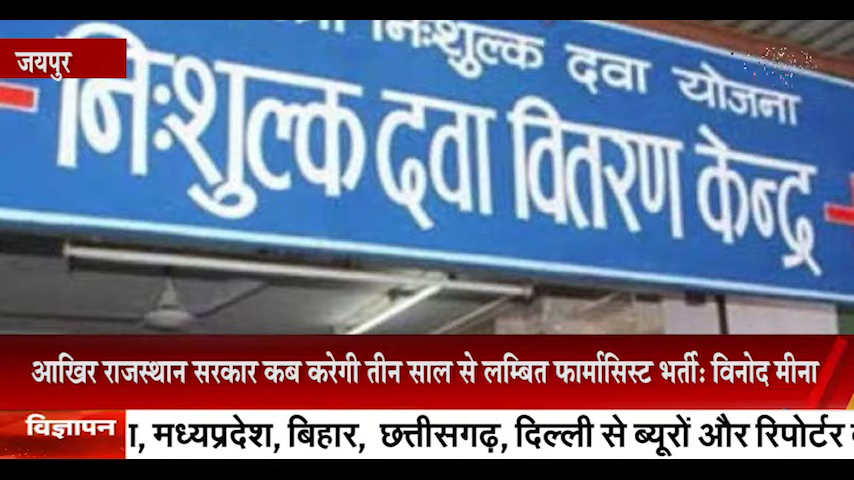 जयपुर
निःशुल्क दवा योजना
निःशुल्क दवा वितरण केन्द्र
आखिर राजस्थान सरकार कब करेगी तीन साल से लम्बित फार्मासिस्ट भर्तीः विनोद मीना
विज्ञापन
, मध्यप्रदेश, बिहार, छत्तीसगढ़, दिल्ली से ब्यूरों और रिपोर्टर